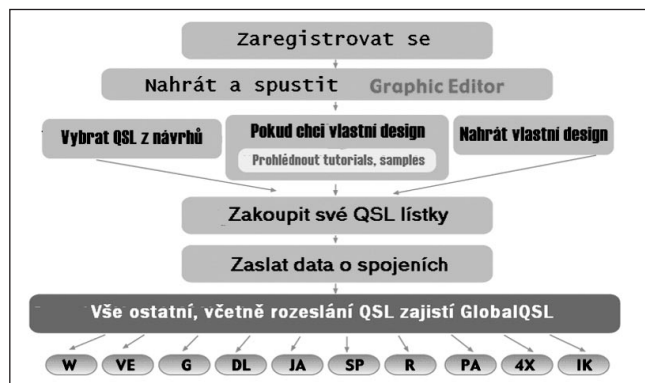 Zaregistrovat se
Nahrát a spustit Graphic Editor
Vybrat QSL z návrhů
Pokud chci vlastní design
Prohlédnout tutorials, samples
Nahrát vlastní design
Zakoupit své QSL lístky
Zaslat data o spojeních
Vše ostatní, včetně rozeslání QSL zajistí GlobalQSL
W VE G DL JA SP R PA 4X IK